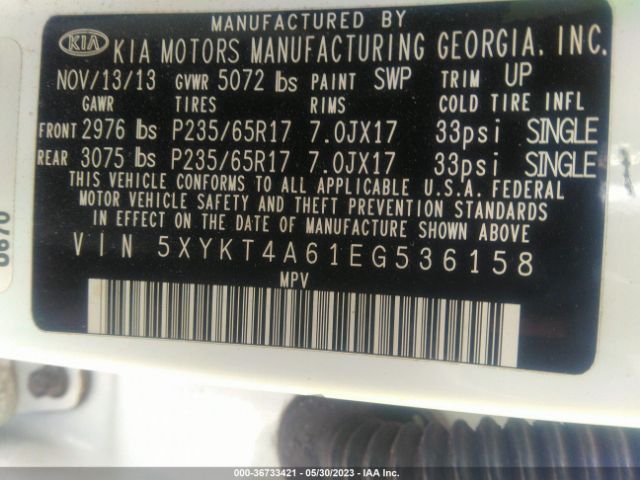 MANUFACTURED BY
KIA KIA MOTORS MANUFACTURING GEORGIA, INC.
NOV/13/13 GVWR 5072 lbs PAINT SWP TRIM UP
GAWR TIRES RIMS COLD TIRE INFL
FRONT 2976 lbs P235/65R17 7.0JX17 33psi SINGLE
REAR 3075 lbs P235/65R17 7.0JX17 33psi SINGLE
THIS VEHICLE CONFORMS TO ALL APPLICABLE U.S.A. FEDERAL
MOTOR VEHICLE SAFETY AND THEFT PREVENTION STANDARDS
IN EFFECT ON THE DATE OF MANUFACTURE SHOWN ABOVE.
VIN 5XYKT4A61EG536158
MPV
000-36733421 - 05/30/2023 - IAA Inc.